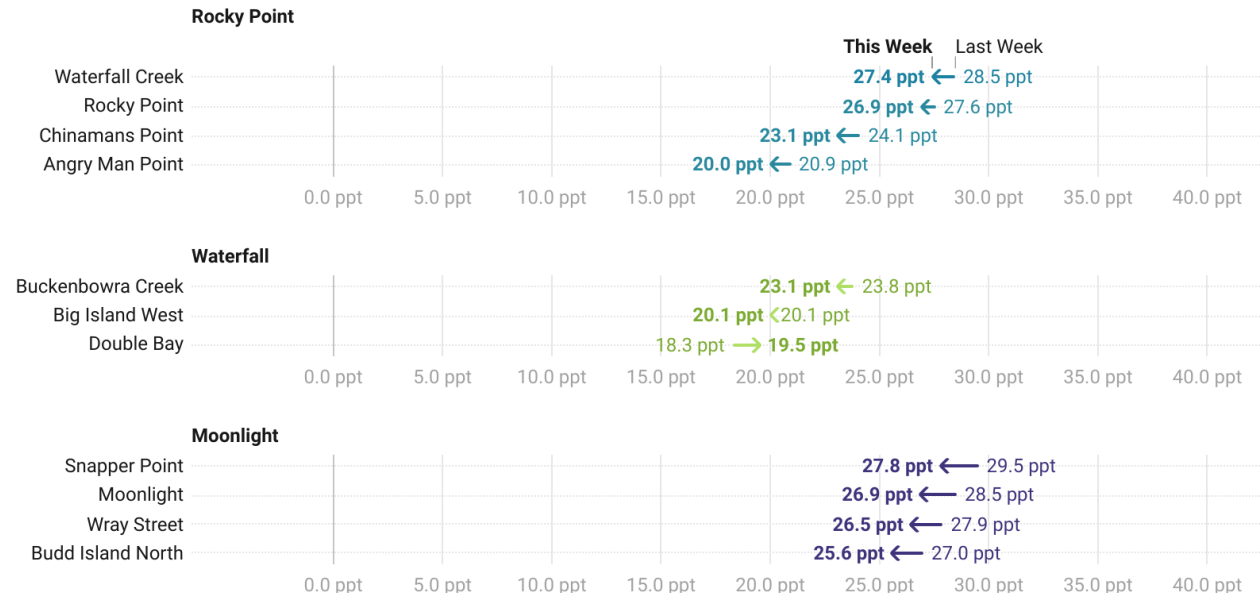 Rocky Point
This Week Last Week
Waterfall Creek 27.4 ppt 28.5 ppt
Rocky Point 26.9 ppt 27.6 ppt
Chinamans Point 23.1 ppt 24.1 ppt
Angry Man Point 20.0 ppt 20.9 ppt
0.0 ppt 5.0 ppt 10.0 ppt 15.0 ppt 20.0 ppt 25.0 ppt 30.0 ppt 35.0 ppt 40.0 ppt
Waterfall
Buckenbowra Creek 23.1 ppt 23.8 ppt
Big Island West 20.1 ppt 20.1 ppt
Double Bay 18.3 ppt 19.5 ppt
0.0 ppt 5.0 ppt 10.0 ppt 15.0 ppt 20.0 ppt 25.0 ppt 30.0 ppt 35.0 ppt 40.0 ppt
Moonlight
Snapper Point 27.8 ppt 29.5 ppt
Moonlight 26.9 ppt 28.5 ppt
Wray Street 26.5 ppt 27.9 ppt
Budd Island North 25.6 ppt 27.0 ppt
0.0 ppt 5.0 ppt 10.0 ppt 15.0 ppt 20.0 ppt 25.0 ppt 30.0 ppt 35.0 ppt 40.0 ppt